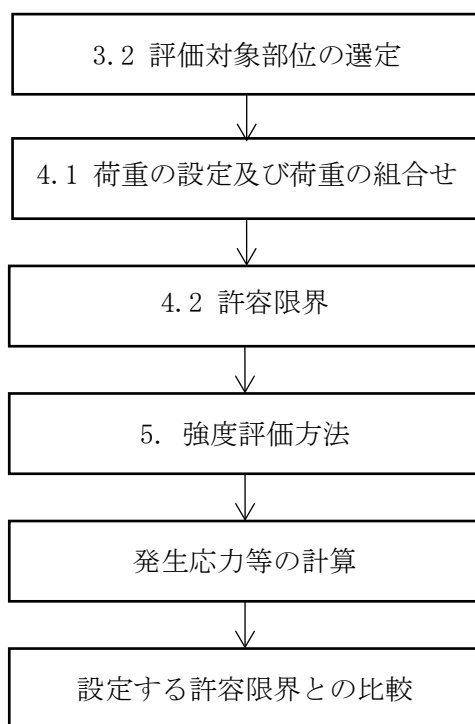 3.2 評価対象部位の選定
4.1 荷重の設定及び荷重の組合せ
4.2 許容限界
5. 強度評価方法
発生応力等の計算
設定する許容限界との比較